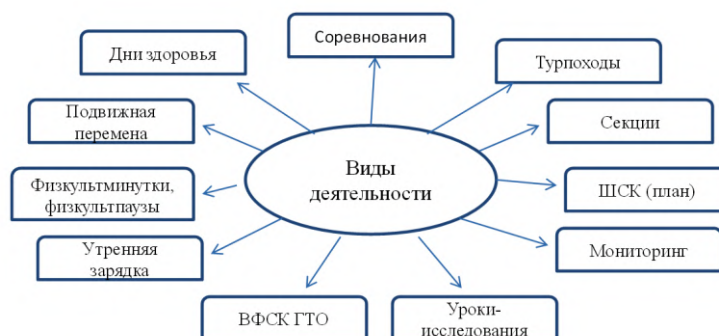 Соревнования
Дни здоровья
Турпоходы
Подвижная
перемена
Секции
Виды
деятельности
Физкультминутки,
физкультпаузы
ШСК (план)
Утренняя
зарядка
Мониторинг
ВФСК ГТО
Уроки-
исследования